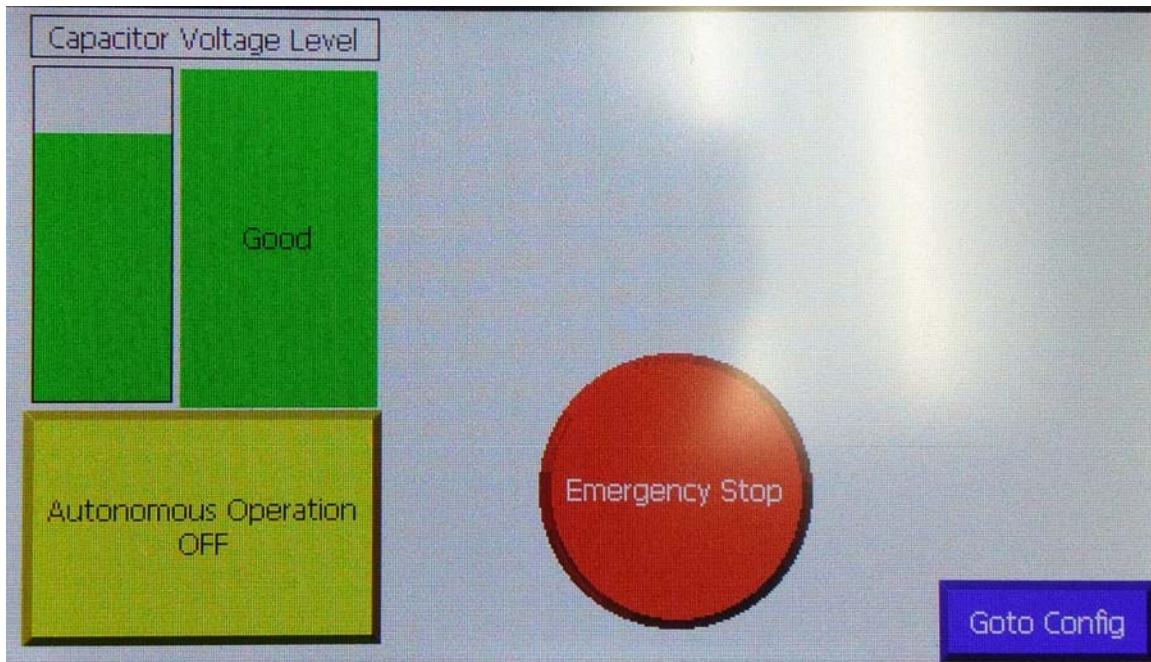 Capacitor Voltage Level
Good
Autonomous Operation
OFF
Emergency Stop
Goto Config